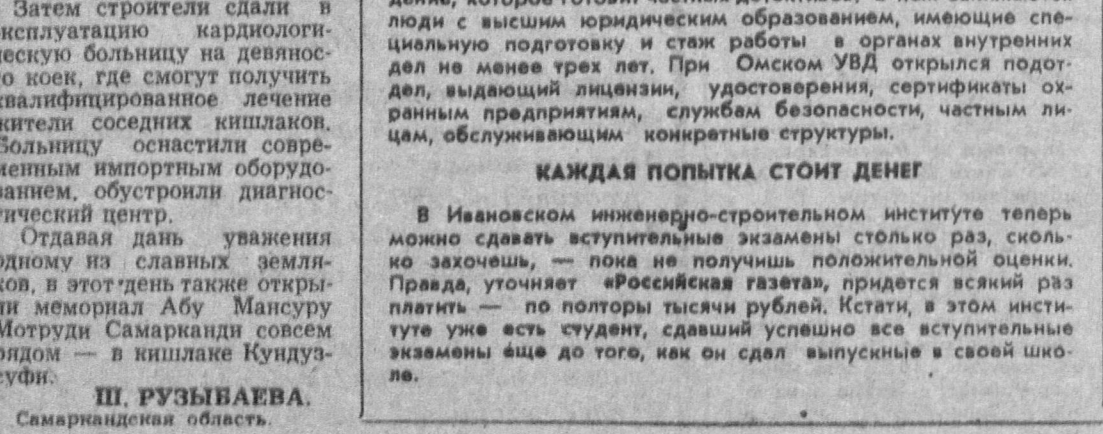 Затем строители сдали в
эксплуатацию кардиологи-
ческую больницу на девянос-
то коек, где смогут получить
квалифицированное лечение
жители соседних кишлаков.
Больницу оснастили совре-
менным импортным оборудо-
ванием, обустроили диагнос-
тический центр.
Отдавая дань уважения
одному из славных земля-
ков, в этот день также откры-
ли мемориал Абу Мансуру
Мотруди Самарканди совсем
рядом — в кишлаке Кундуз-
суфи.
Ш. РУЗЫБАЕВА.
Самаркандская область.
люди с высшим юридическим образованием, имеющие спе-
циальную подготовку и стаж работы в органах внутренних
дел не менее трех лет. При Омском УВД открылся подот-
дел, выдающий лицензии, удостоверения, сертификаты ох-
ранным предприятиям, службам безопасности, частным ли-
цам, обслуживающим конкретные структуры.
КАЖДАЯ ПОПЫТКА СТОИТ ДЕНЕГ
В Ивановском инженерно-строительном институте теперь
можно сдавать вступительные экзамены столько раз, сколь-
ко захочешь, — пока не получишь положительной оценки.
Правда, уточняет «Российская газета», придется всякий раз
платить — по полторы тысячи рублей. Кстати, в этом инсти-
туте уже есть студент, сдавший успешно все вступительные
экзамены еще до того, как он сдал выпускные в своей шко-
ле.